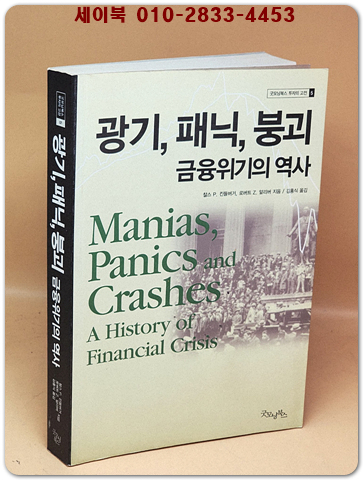 세이북 010-2833-4453
굿모닝북스 투자의 고전 5
광기, 패닉, 붕괴
금융위기의 역사
찰스 P. 킨들버거, 로버트 Z. 알리버 지음 / 김홍식 옮김
Manias,
Panics and
Crashes
A History of
Financial Crisis
굿모닝북스
광기, 패닉, 붕괴 금융위기의 역사